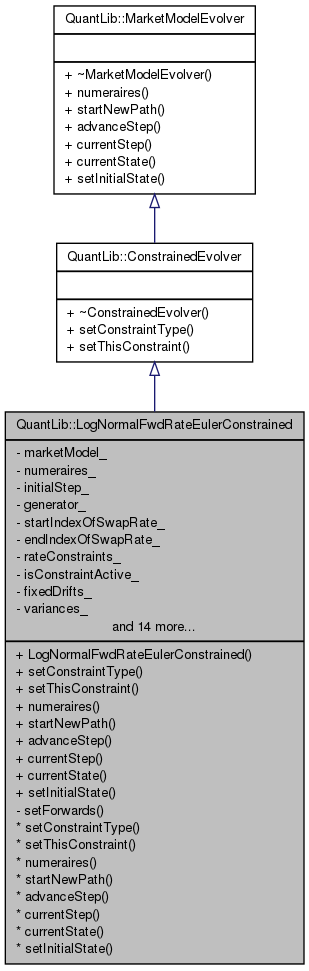 QuantLib::MarketModelEvolver
+ ~MarketModelEvolver()
+ numeraires()
+ startNewPath()
+ advanceStep()
+ currentStep()
+ currentState()
+ setInitialState()
QuantLib::ConstrainedEvolver
+ ~ConstrainedEvolver()
+ setConstraintType()
+ setThisConstraint()
QuantLib::LogNormalFwdRateEulerConstrained
- marketModel_
- numeraires_
- initialStep_
- generator_
- startIndexOfSwapRate_
- endIndexOfSwapRate_
- rateConstraints_
- isConstraintActive_
- fixedDrifts_
- variances_
and 14 more...
+ LogNormalFwdRateEulerConstrained()
+ setConstraintType()
+ setThisConstraint()
+ numeraires()
+ startNewPath()
+ advanceStep()
+ currentStep()
+ currentState()
+ setInitialState()
- setForwards()
* setConstraintType()
* setThisConstraint()
* numeraires()
* startNewPath()
* advanceStep()
* currentStep()
* currentState()
* setInitialState()